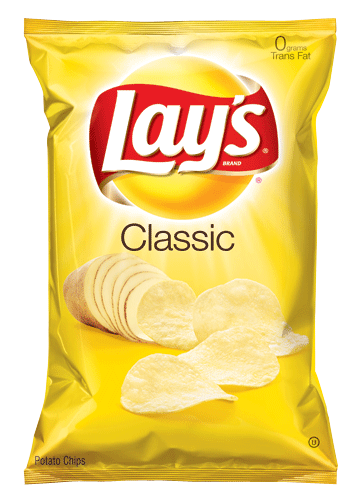 0 grams
Trans Fat
Lay's
BRAND
®
®
Classic
Potato Chips
U